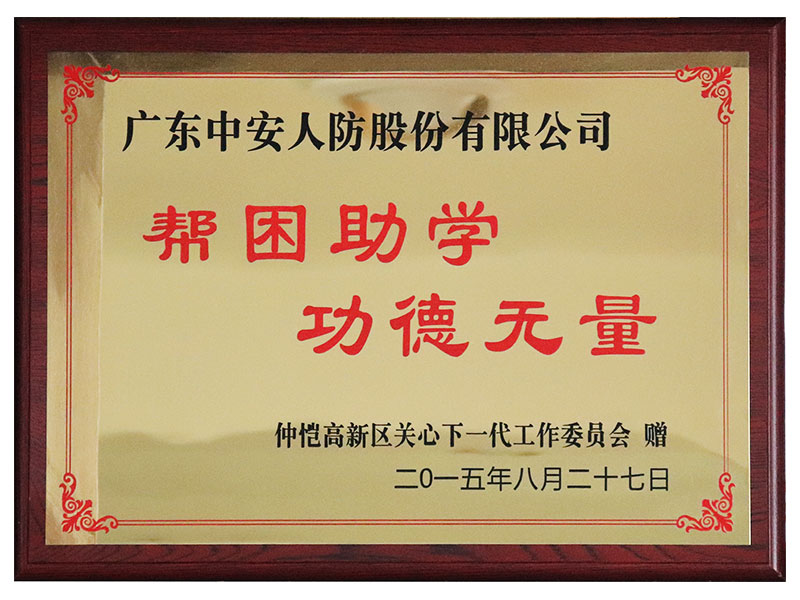 广东中安人防股份有限公司
帮困助学
功德无量
仲恺高新区关心下一代工作委员会 赠
二0一五年八月二十七日